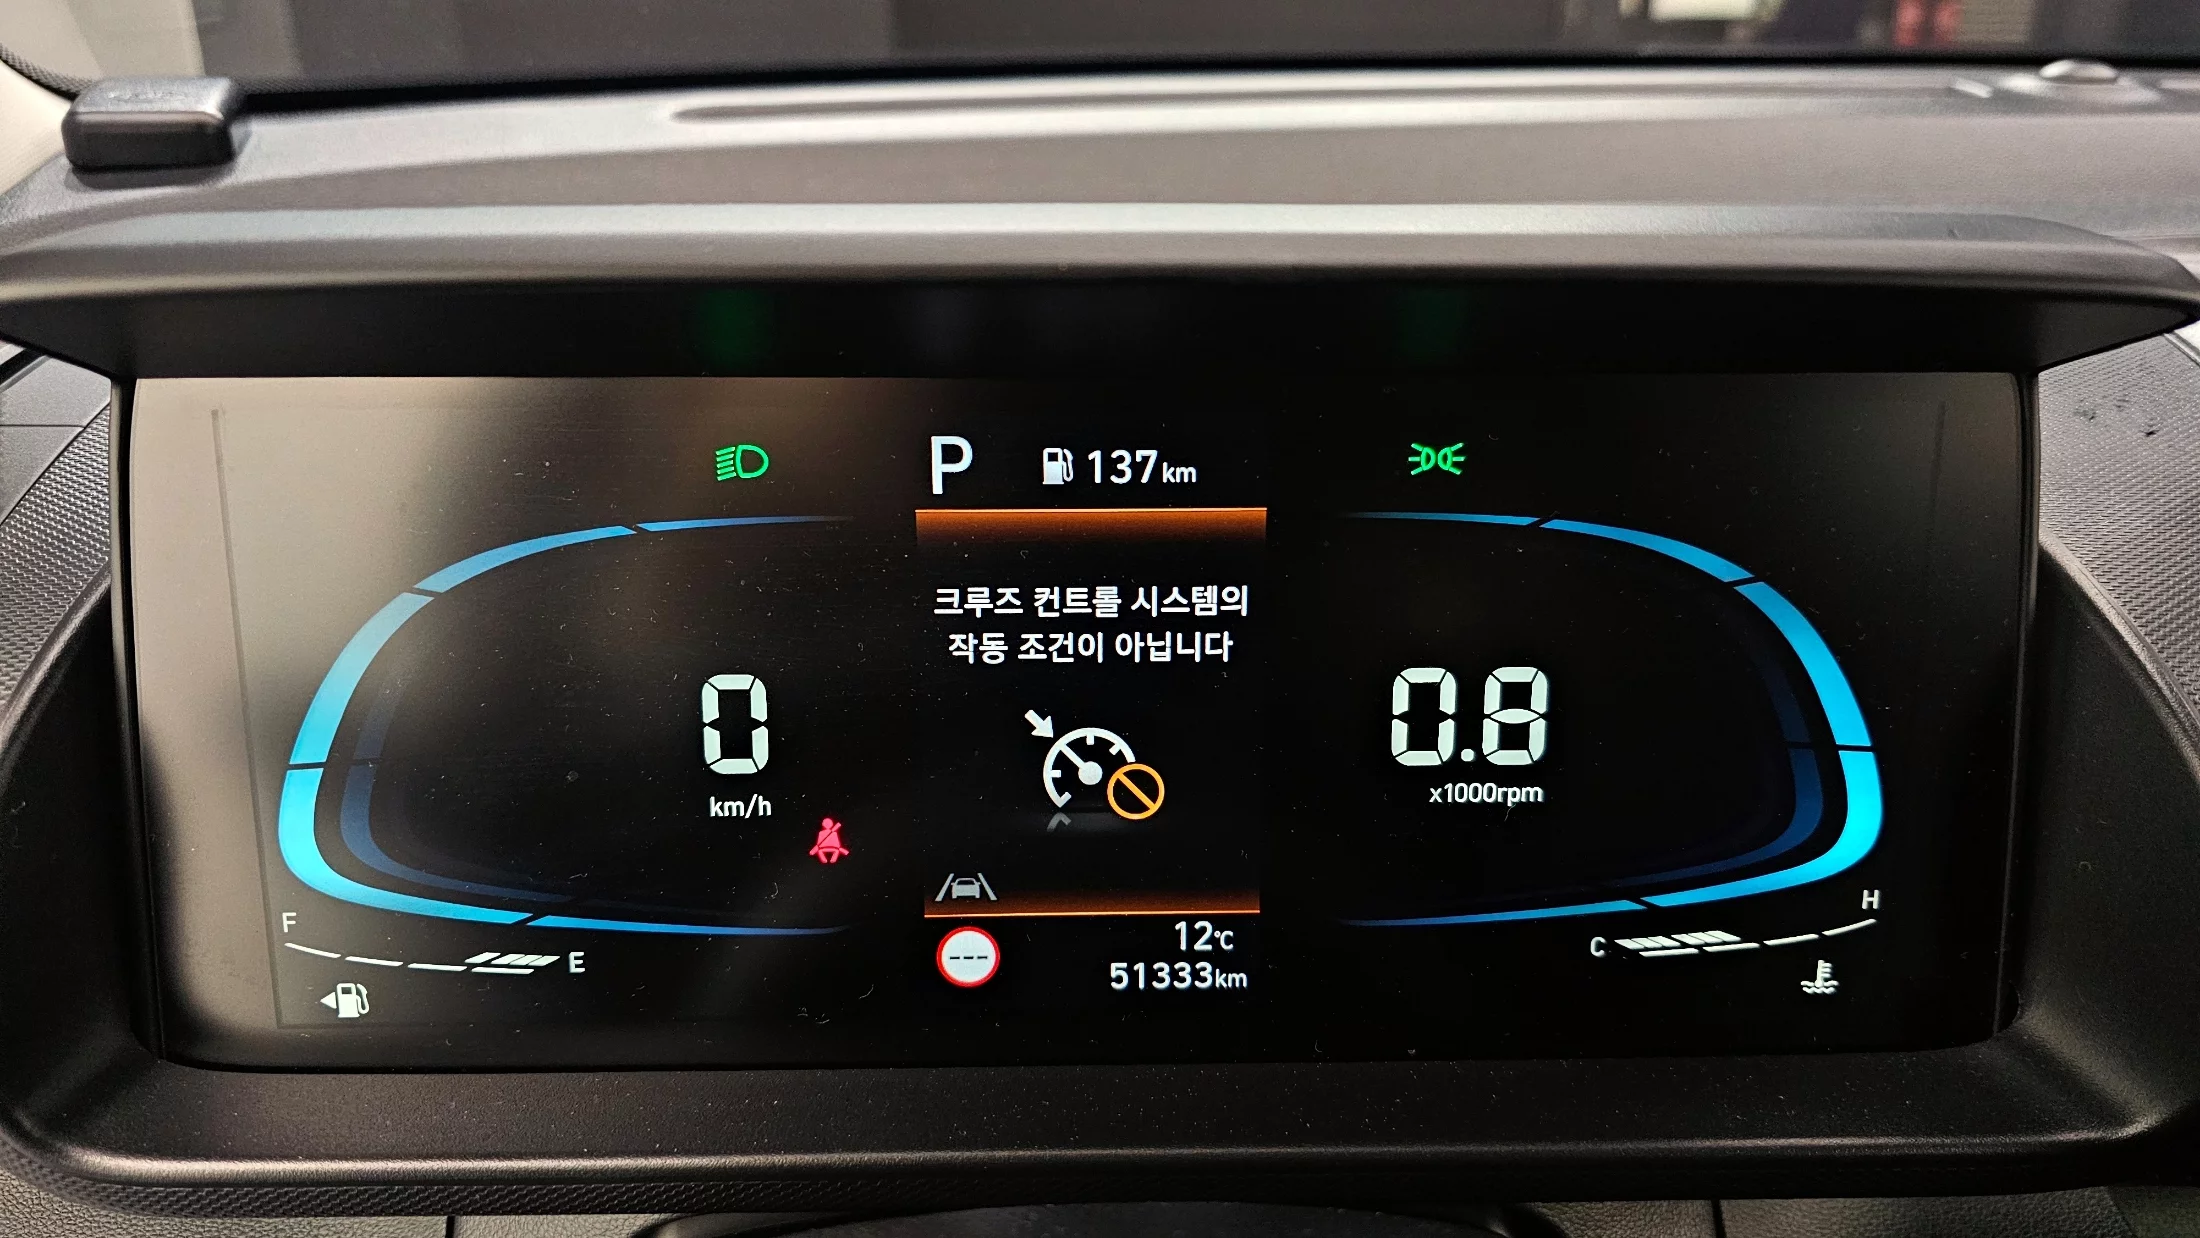 P 137km
크루즈 컨트롤 시스템의
작동 조건이 아닙니다
0
km/h
0.8
x1000rpm
F
E
---
12℃
51333km
C
H